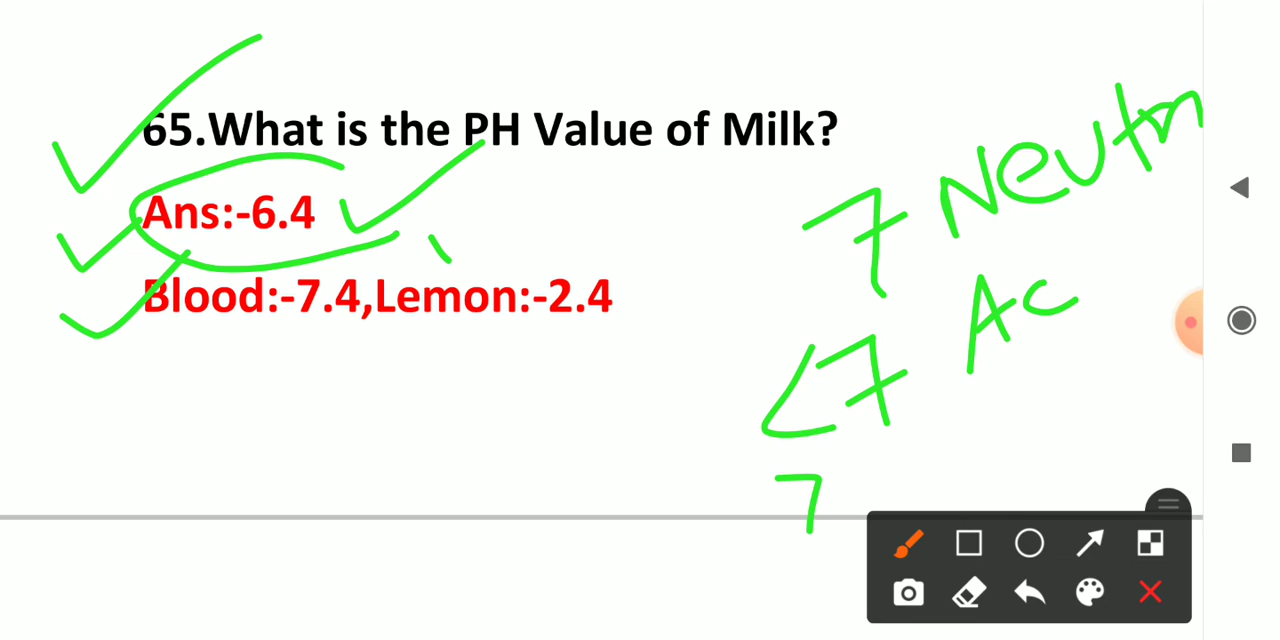 65.What is the PH Value of Milk?
Ans:-6.4
Blood:-7.4,Lemon:-2.4
7 Neutr
<7 Ac
7